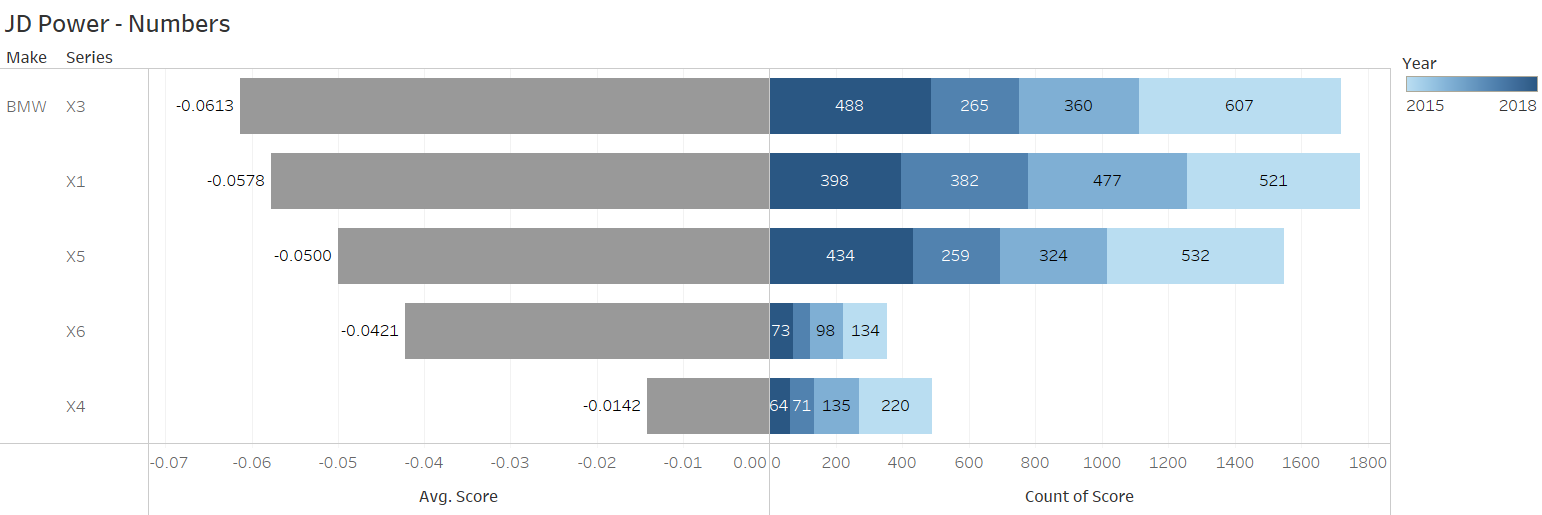 JD Power - Numbers
Make Series Year
2015 2018
BMW X3 -0.0613 488 265 360 607
X1 -0.0578 398 382 477 521
X5 -0.0500 434 259 324 532
X6 -0.0421 73 98 134
X4 -0.0142 64 71 135 220
-0.07 -0.06 -0.05 -0.04 -0.03 -0.02 -0.01 0.00 0 200 400 600 800 1000 1200 1400 1600 1800
Avg. Score Count of Score